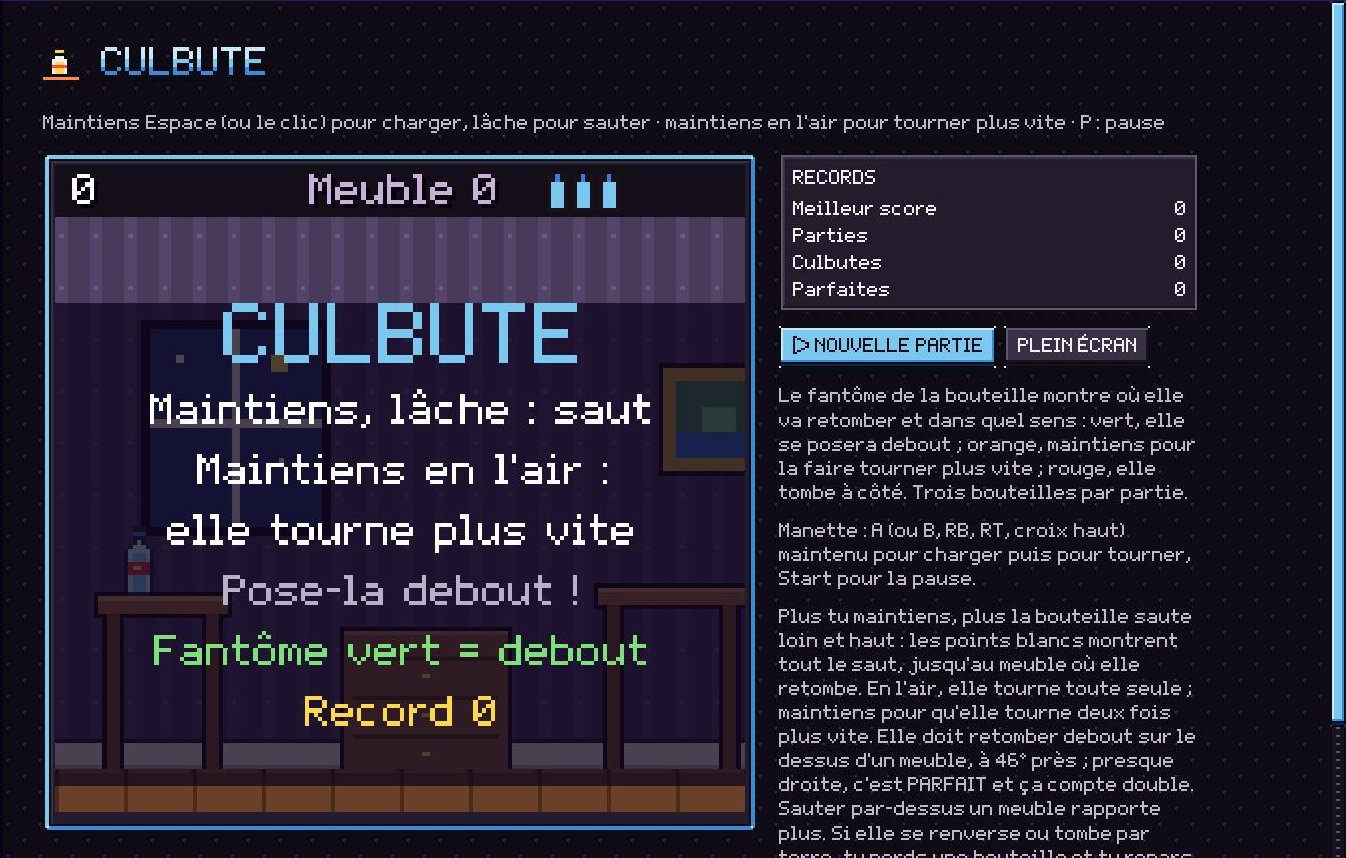 CULBUTE
Maintiens Espace (ou le clic) pour charger, lâche pour sauter · maintiens en l'air pour tourner plus vite · P : pause
0 Meuble 0
CULBUTE
Maintiens, lâche : saut
Maintiens en l'air :
elle tourne plus vite
Pose-la debout !
Fantôme vert = debout
Record 0
RECORDS
Meilleur score 0
Parties 0
Culbutes 0
Parfaites 0
NOUVELLE PARTIE PLEIN ÉCRAN
Le fantôme de la bouteille montre où elle
va retomber et dans quel sens : vert, elle
se posera debout ; orange, maintiens pour
la faire tourner plus vite ; rouge, elle
tombe à côté. Trois bouteilles par partie.
Manette : A (ou B, RB, RT, croix haut)
maintenu pour charger puis pour tourner,
Start pour la pause.
Plus tu maintiens, plus la bouteille saute
loin et haut : les points blancs montrent
tout le saut, jusqu'au meuble où elle
retombe. En l'air, elle tourne toute seule ;
maintiens pour qu'elle tourne deux fois
plus vite. Elle doit retomber debout sur le
dessus d'un meuble, à 46° près ; presque
droite, c'est PARFAIT et ça compte double.
Sauter par-dessus un meuble rapporte
plus. Si elle se renverse ou tombe par
terre, tu perds une bouteille et tu repars